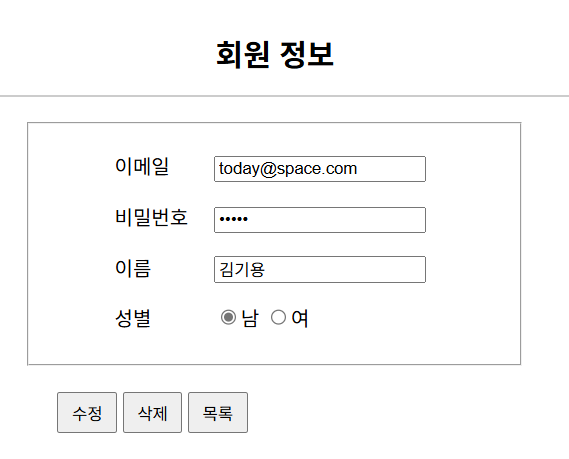 회원 정보
이메일 today@space.com
비밀번호 •••••
이름 김기용
성별 남 여
수정 삭제 목록